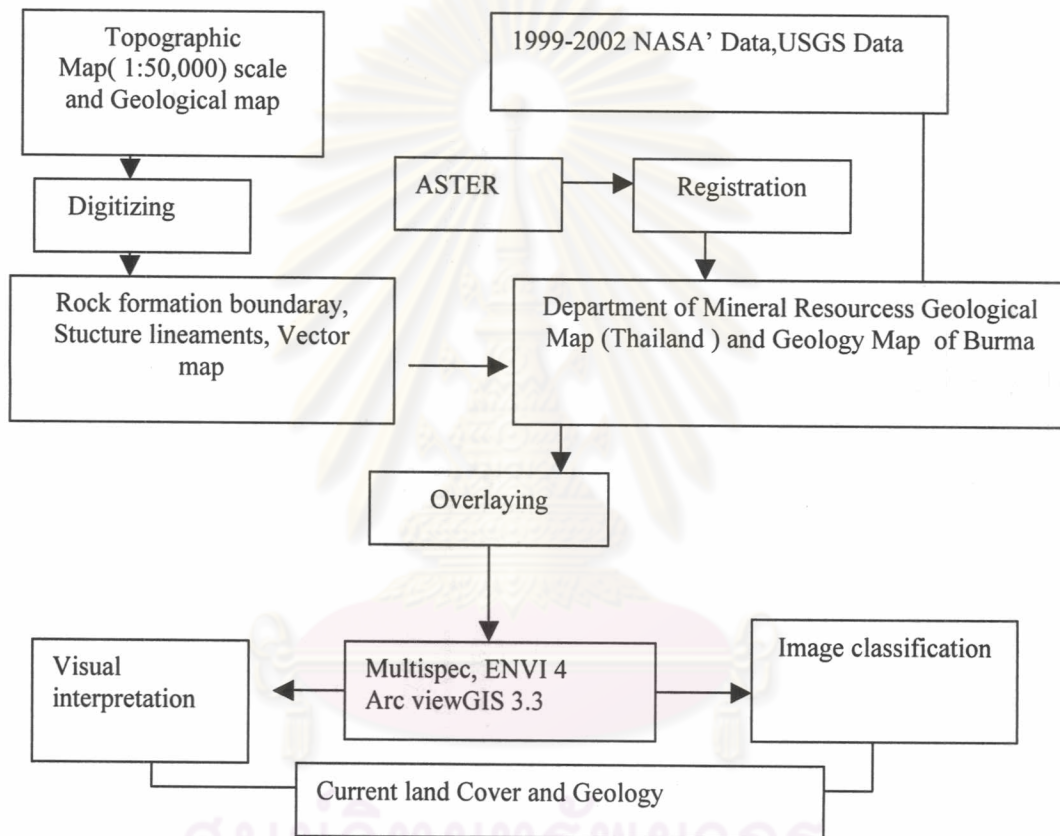 Topographic
Map( 1:50,000) scale
and Geological map
1999-2002 NASA' Data,USGS Data
ASTER
Registration
Digitizing
Rock formation boundaray,
Stucture lineaments, Vector
map
Department of Mineral Resourcess Geological
Map (Thailand ) and Geology Map of Burma
Overlaying
Visual
interpretation
Multispec, ENVI 4
Arc viewGIS 3.3
Image classification
Current land Cover and Geology